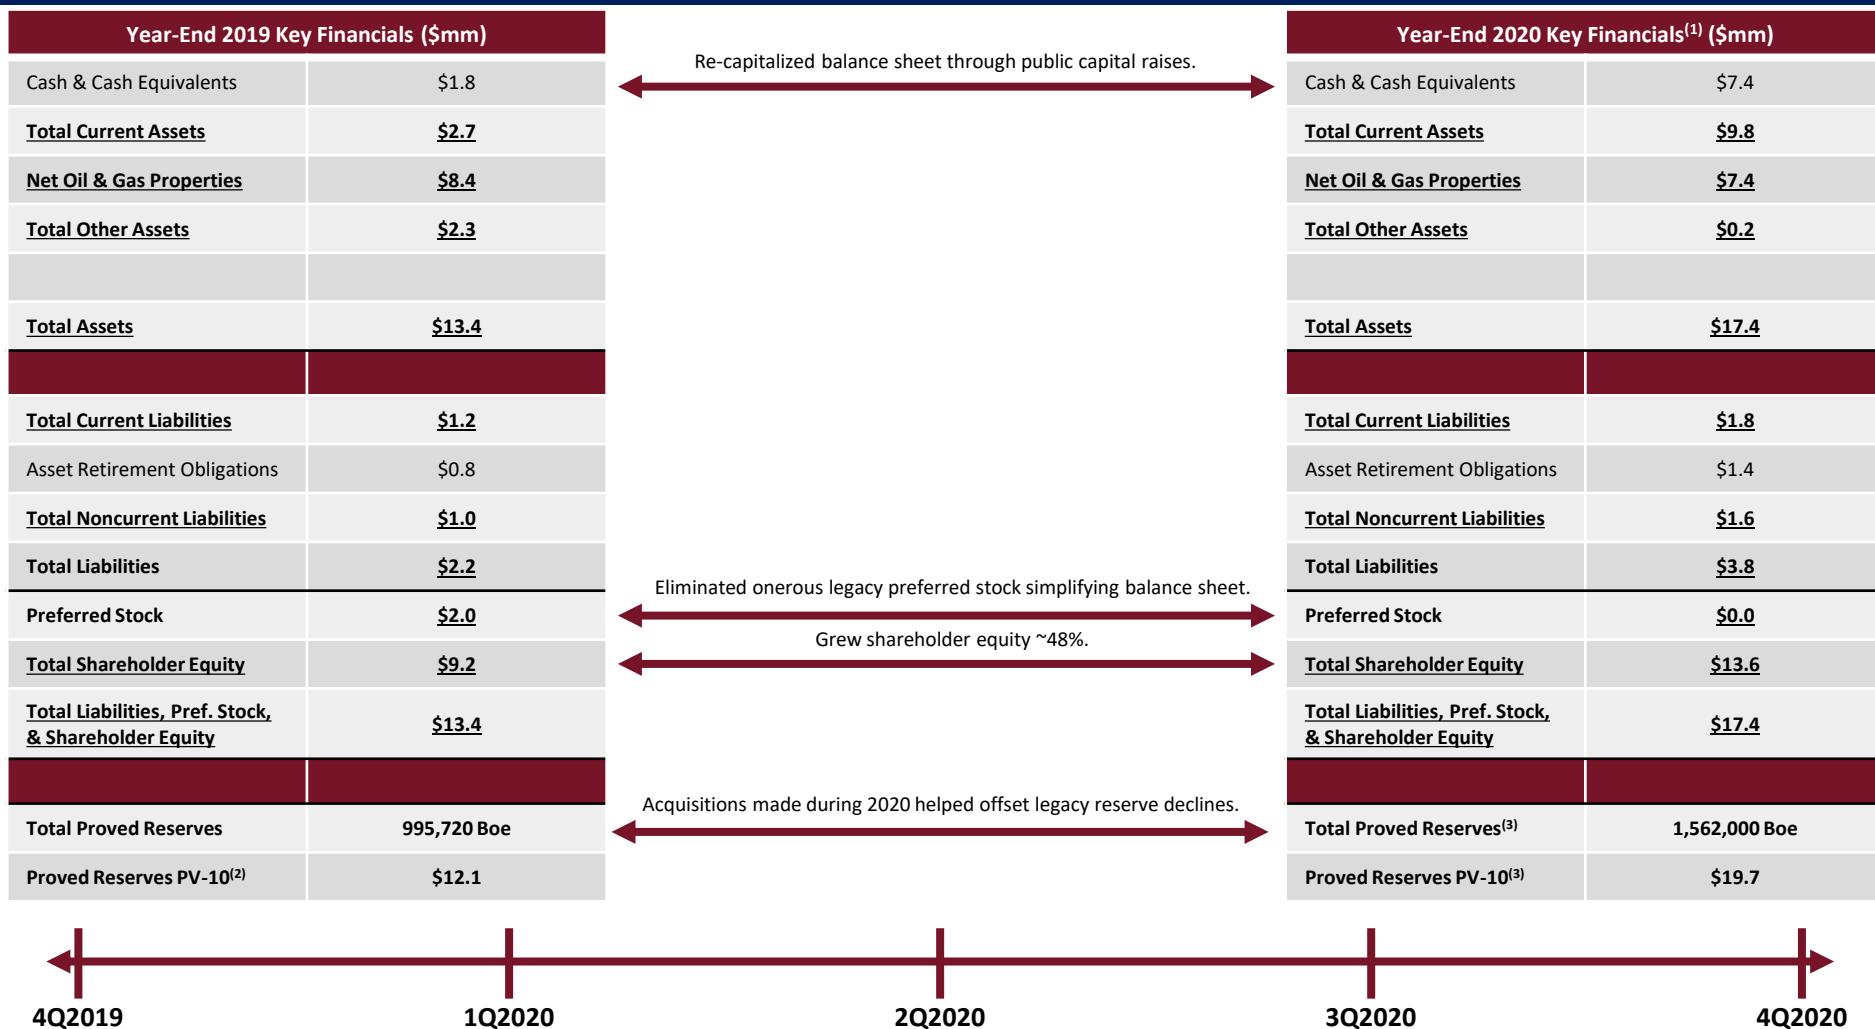 Year-End 2019 Key Financials ($mm)
Cash & Cash Equivalents $1.8
Total Current Assets $2.7
Net Oil & Gas Properties $8.4
Total Other Assets $2.3
Total Assets $13.4
Total Current Liabilities $1.2
Asset Retirement Obligations $0.8
Total Noncurrent Liabilities $1.0
Total Liabilities $2.2
Preferred Stock $2.0
Total Shareholder Equity $9.2
Total Liabilities, Pref. Stock,
& Shareholder Equity $13.4
Total Proved Reserves 995,720 Boe
Proved Reserves PV-10(2) $12.1
Re-capitalized balance sheet through public capital raises.
Eliminated onerous legacy preferred stock simplifying balance sheet.
Grew shareholder equity ~48%.
Acquisitions made during 2020 helped offset legacy reserve declines.
Year-End 2020 Key Financials(1) ($mm)
Cash & Cash Equivalents $7.4
Total Current Assets $9.8
Net Oil & Gas Properties $7.4
Total Other Assets $0.2
Total Assets $17.4
Total Current Liabilities $1.8
Asset Retirement Obligations $1.4
Total Noncurrent Liabilities $1.6
Total Liabilities $3.8
Preferred Stock $0.0
Total Shareholder Equity $13.6
Total Liabilities, Pref. Stock,
& Shareholder Equity $17.4
Total Proved Reserves(3) 1,562,000 Boe
Proved Reserves PV-10(3) $19.7
4Q2019 1Q2020 2Q2020 3Q2020 4Q2020